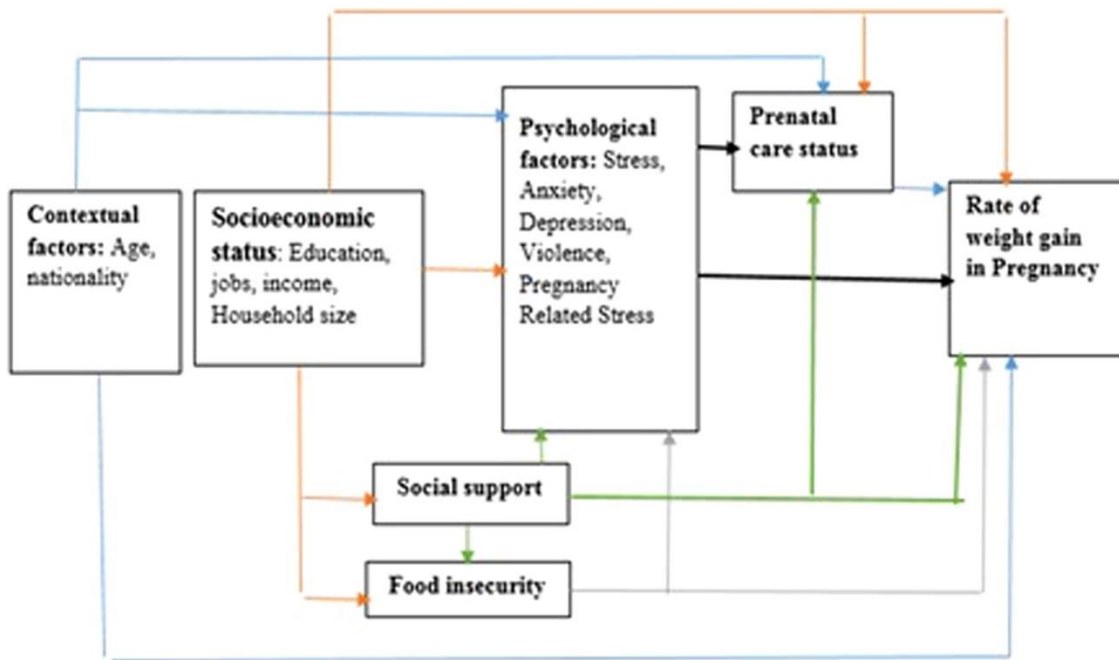 Contextual
factors: Age,
nationality
Socioeconomic
status: Education,
jobs, income,
Household size
Psychological
factors: Stress,
Anxiety,
Depression,
Violence,
Pregnancy
Related Stress
Prenatal
care status
Rate of
weight gain
in Pregnancy
Social support
Food insecurity